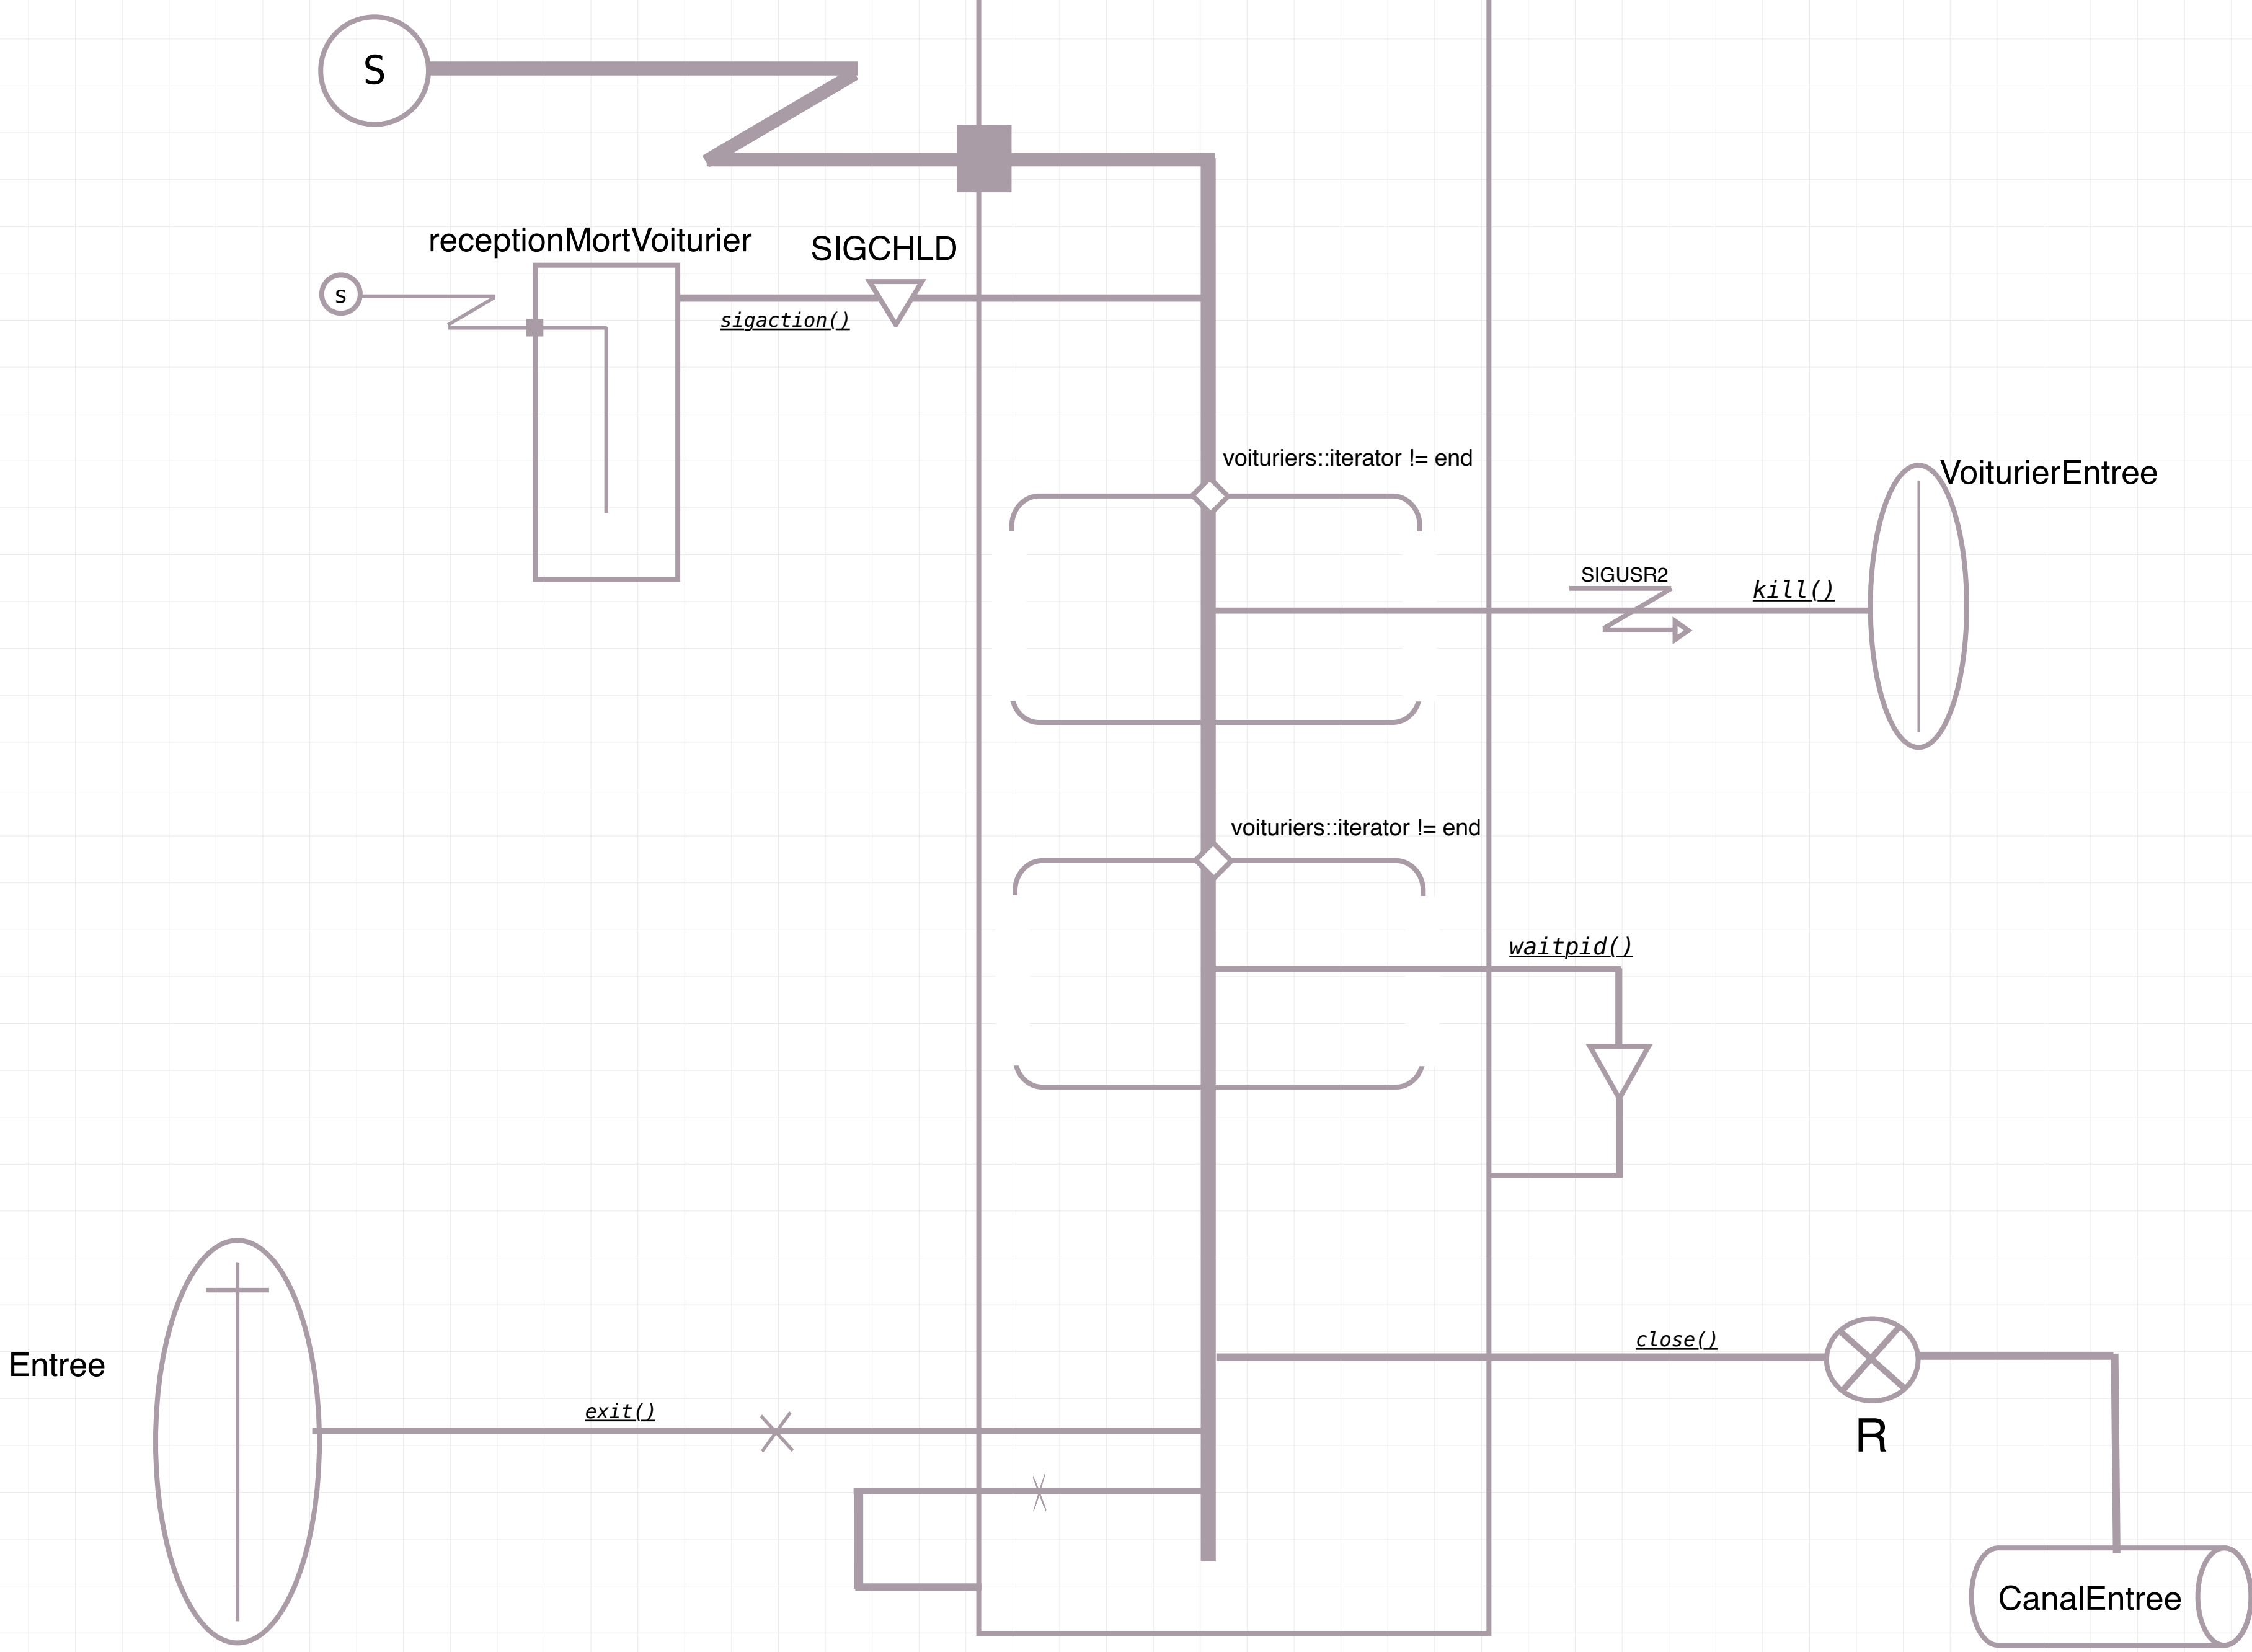 S
receptionMortVoiturier
SIGCHLD
s
sigaction()
voituriers::iterator != end
VoiturierEntree
SIGUSR2
kill()
voituriers::iterator != end
waitpid()
close()
Entree
exit()
R
CanalEntree